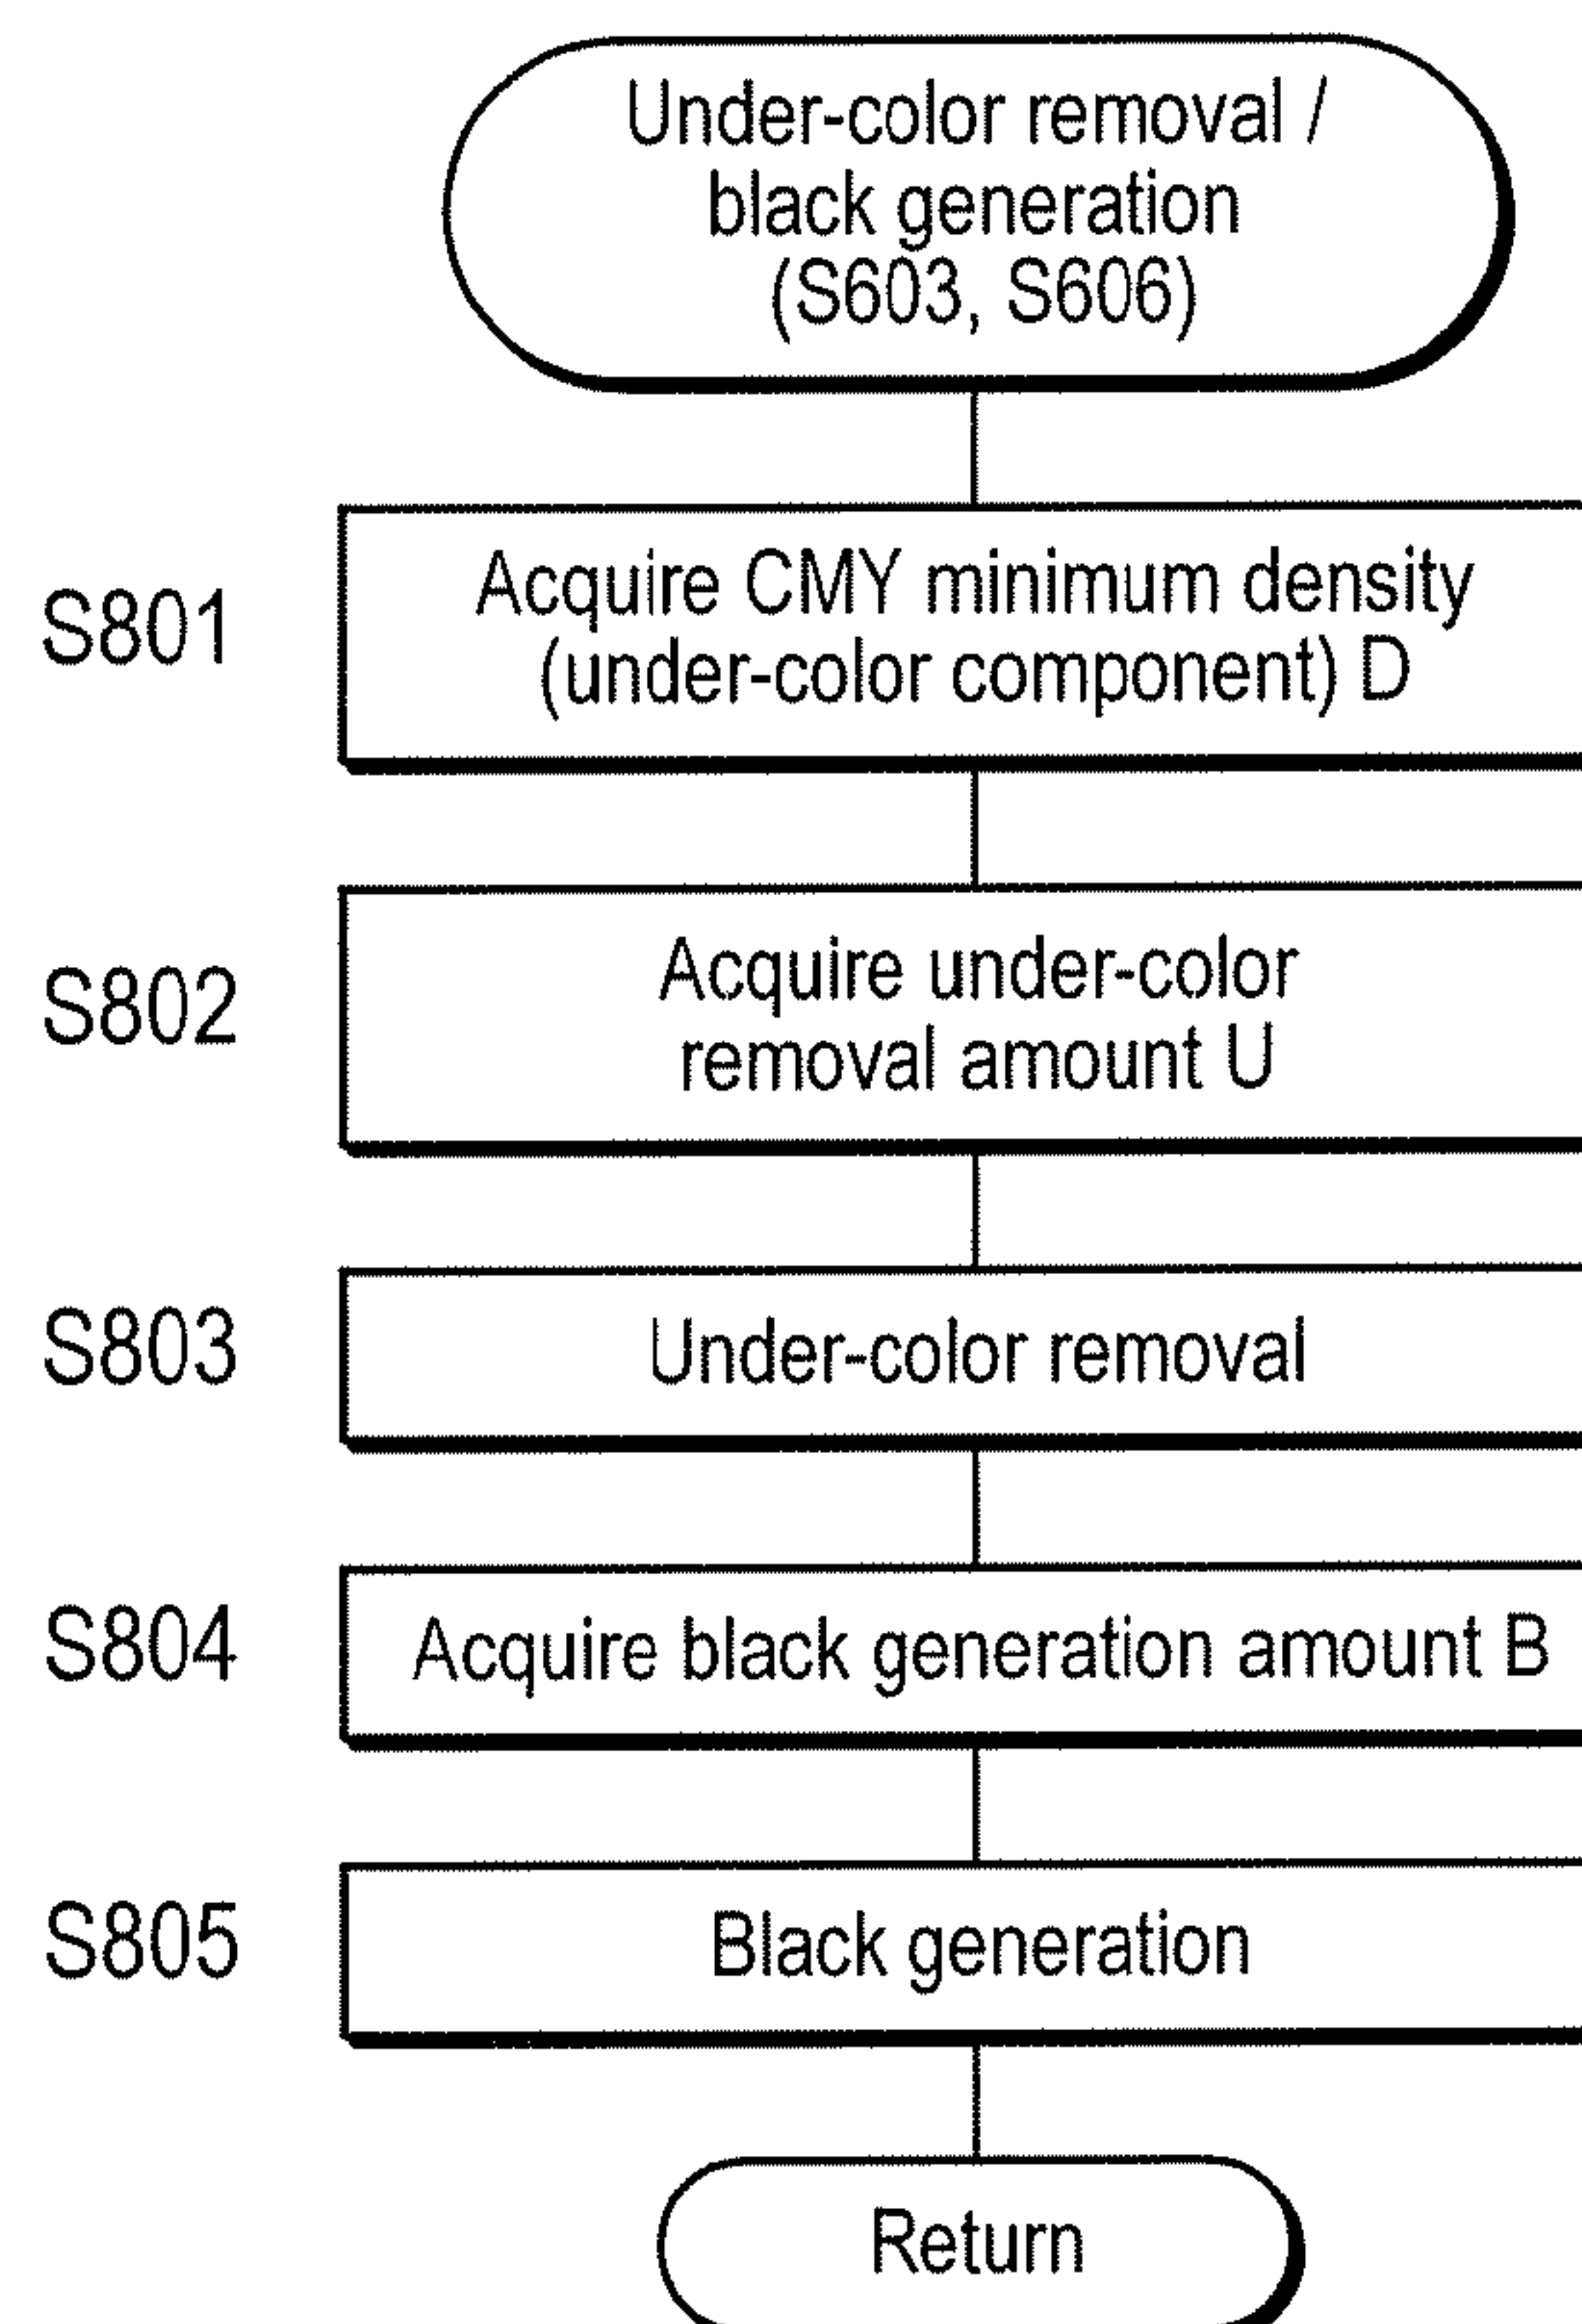 Under-color removal /
black generation
(S603, S606)
S801
Acquire CMY minimum density
(under-color component) D
S802
Acquire under-color
removal amount U
S803
Under-color removal
S804
Acquire black generation amount B
S805
Black generation
Return